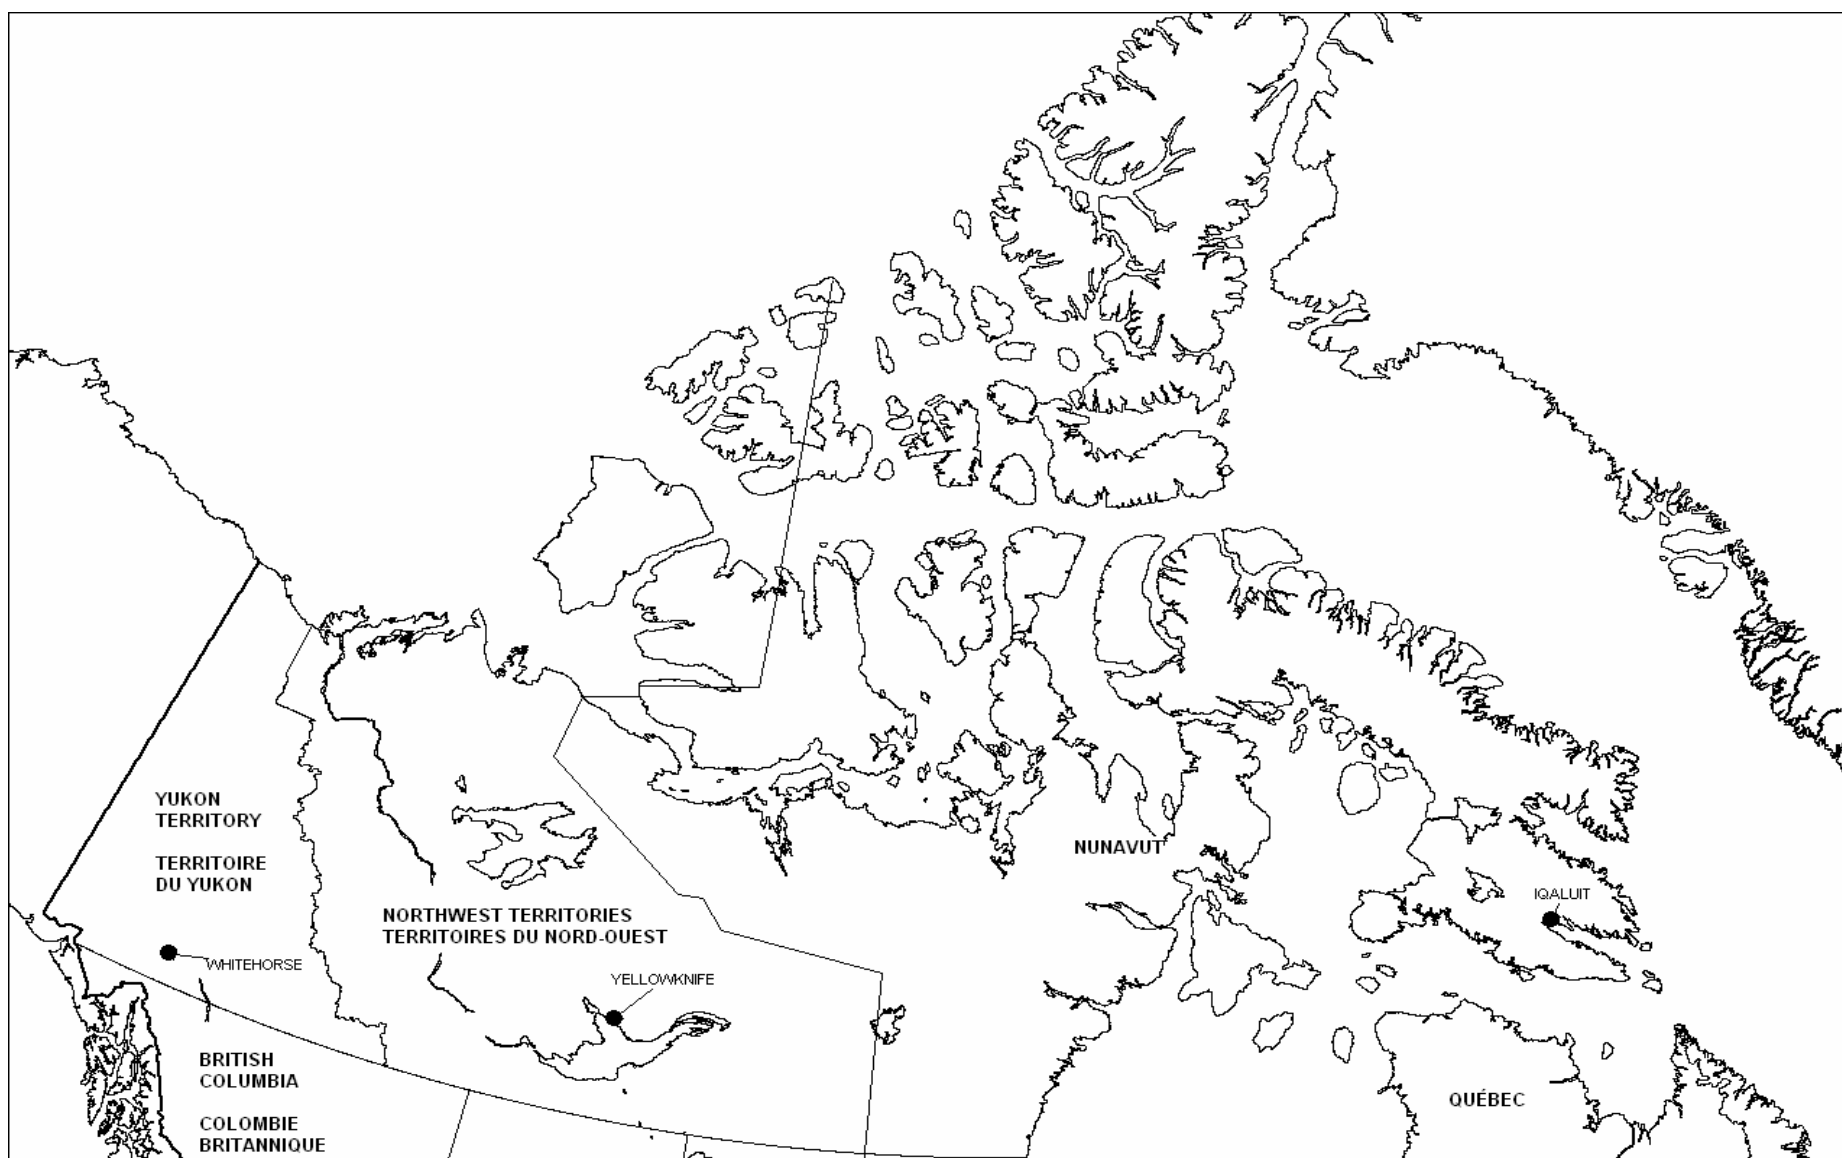 YUKON
TERRITORY
TERRITOIRE
DU YUKON
NUNAVUT
IQALUIT
NORTHWEST TERRITORIES
TERRITOIRES DU NORD-OUEST
WHITEHORSE
YELLOWKNIFE
BRITISH
COLUMBIA
COLOMBIE
BRITANNIQUE
QUÉBEC